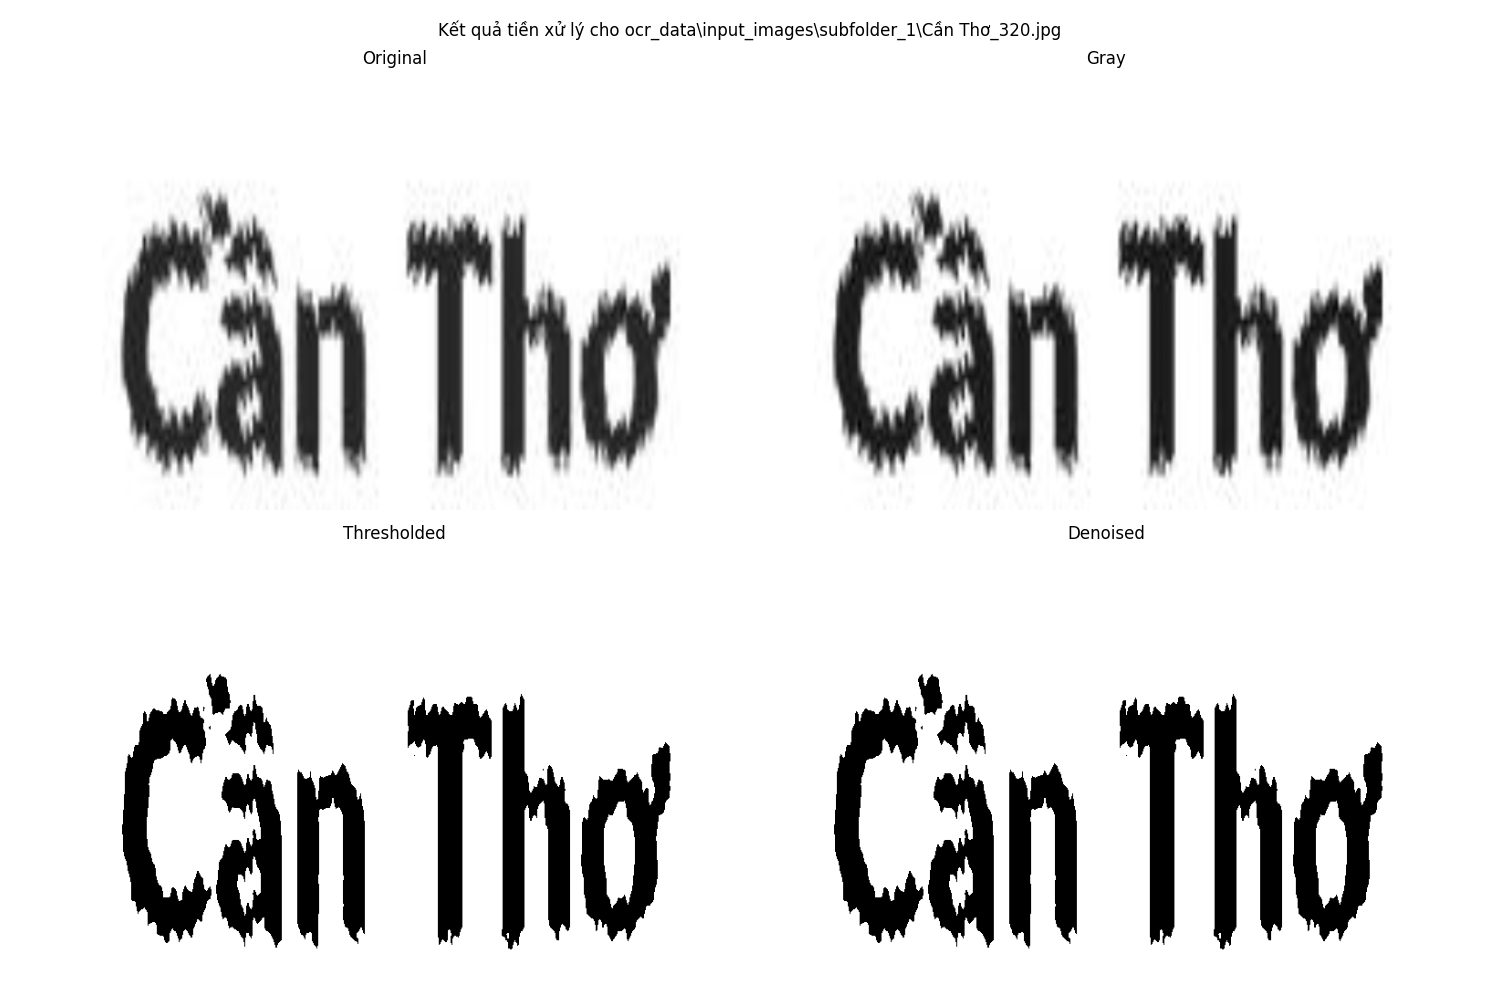 Kết quả tiền xử lý cho ocr_data\input_images\subfolder_1\Cần Thơ_320.jpg
Original
Gray
Cần Thơ
Cần Thơ
Thresholded
Denoised
Cần Thơ
Cần Thơ